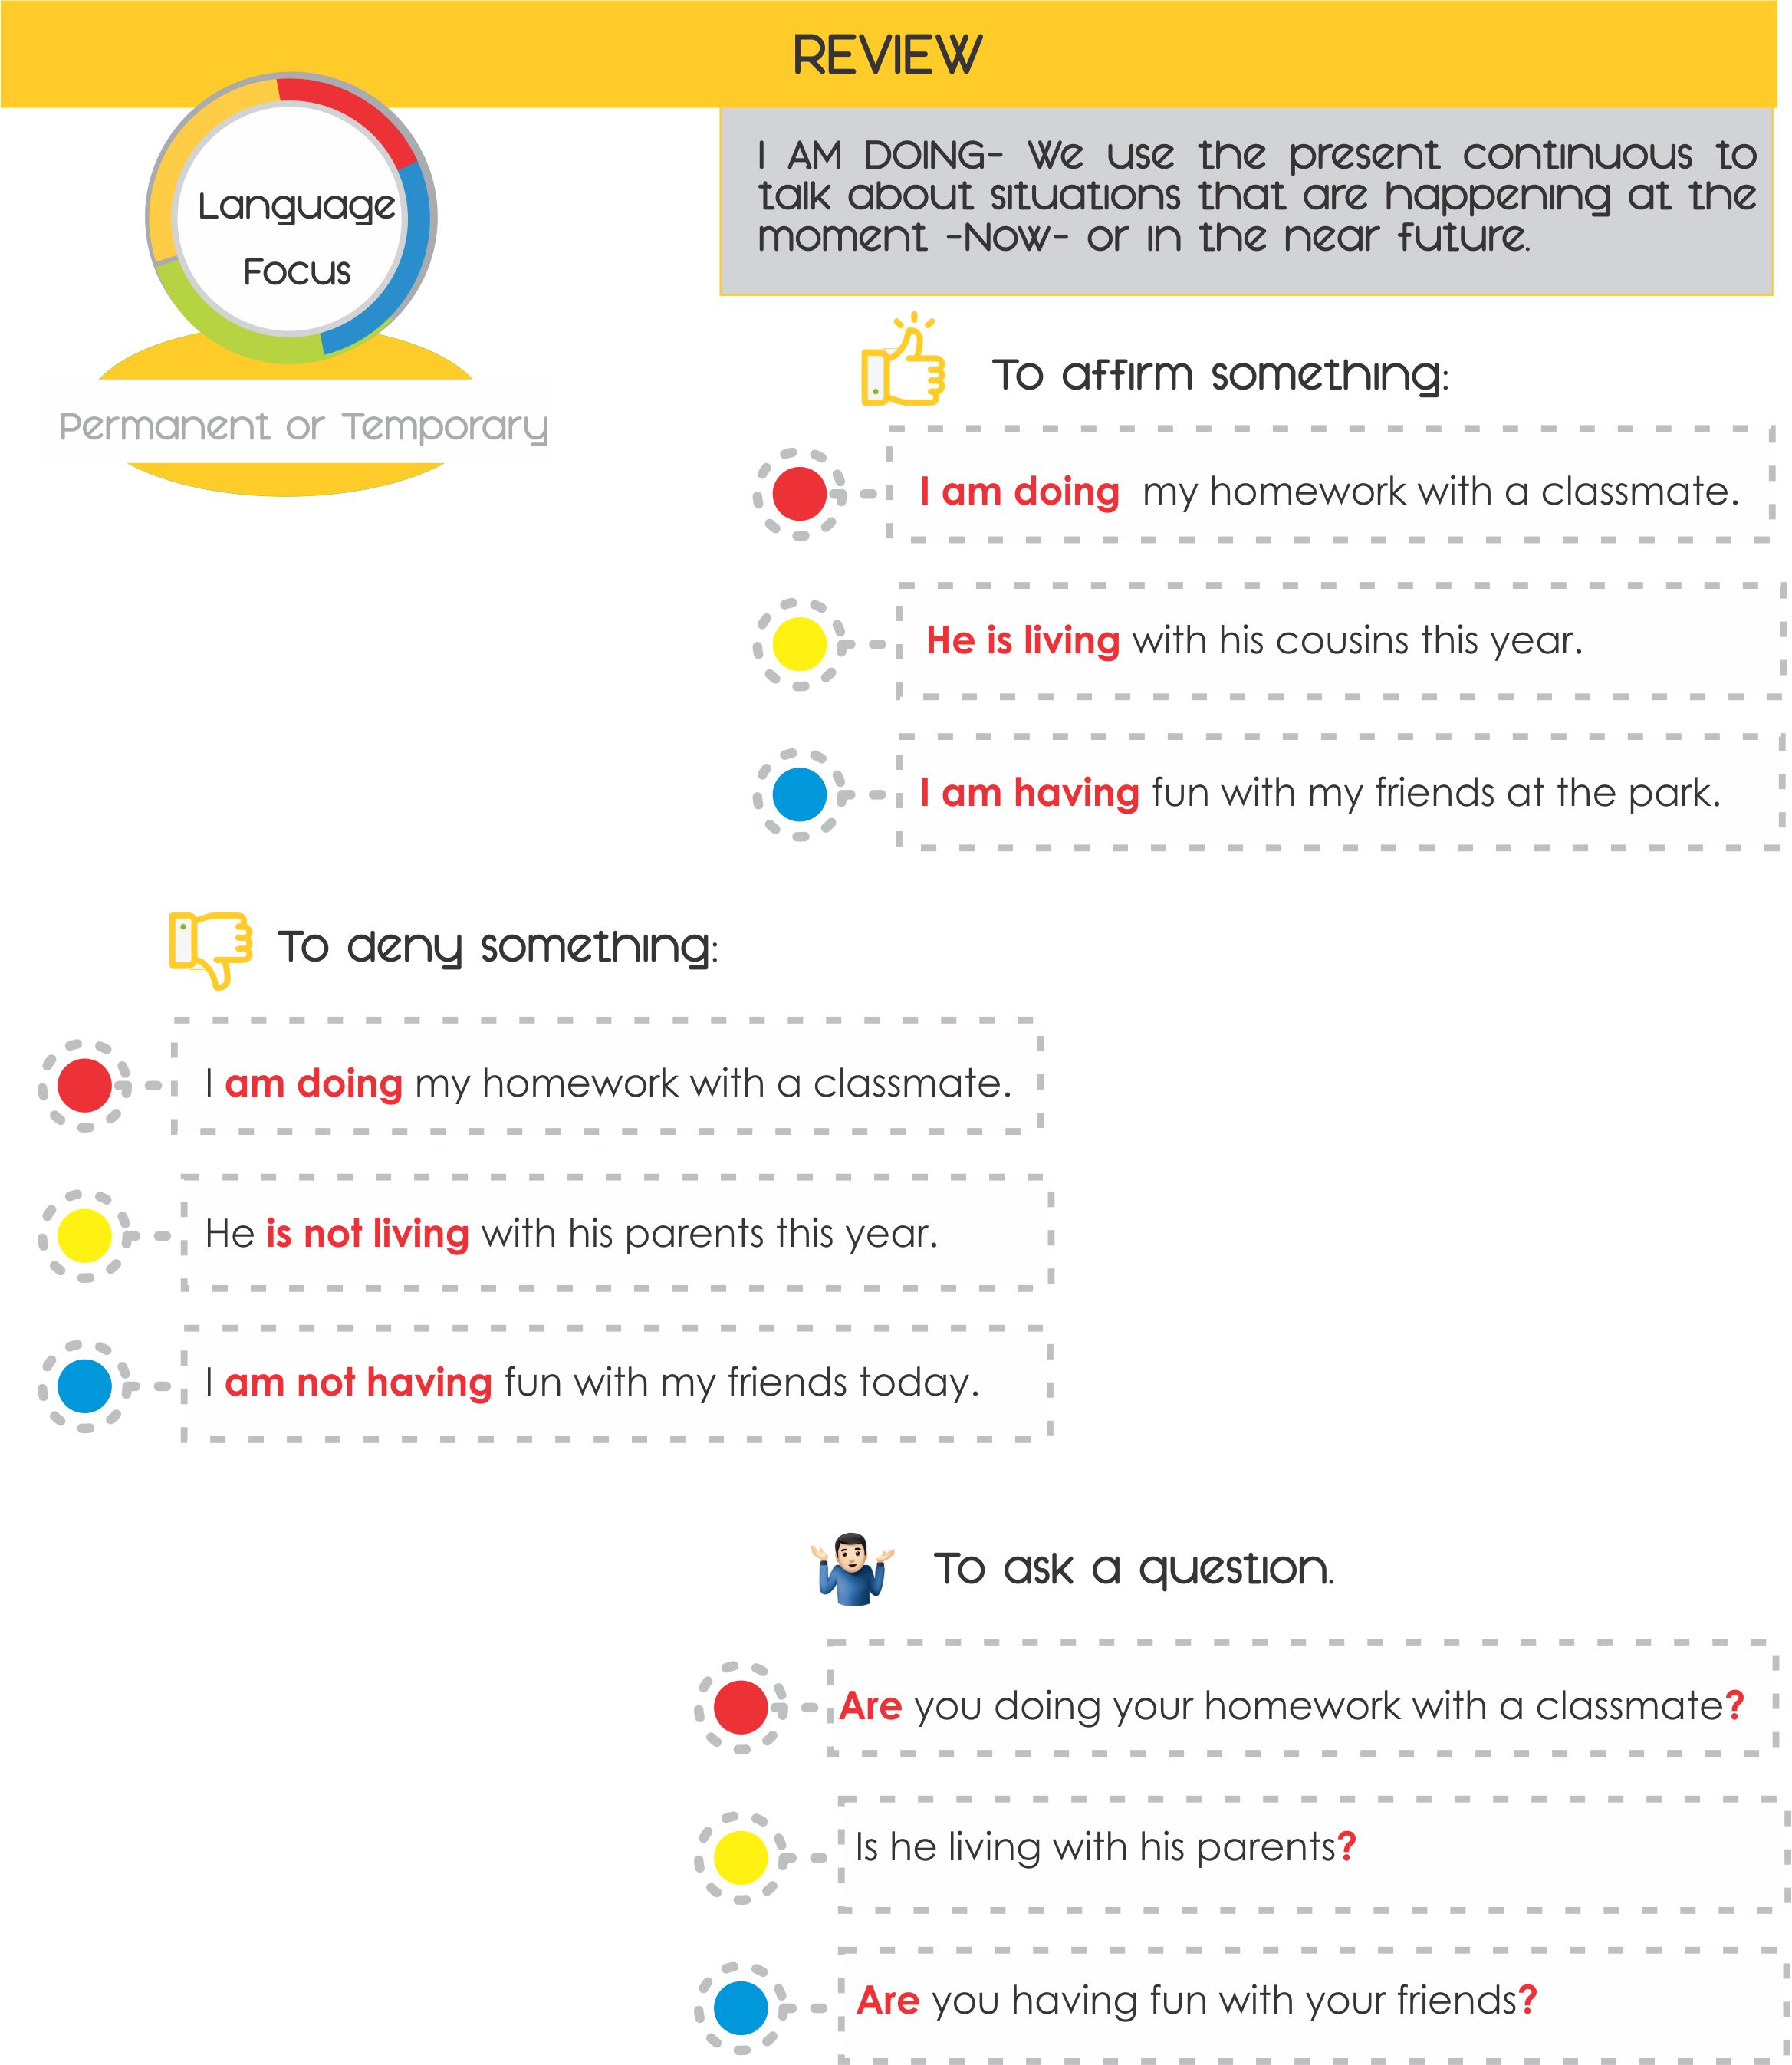 REVIEW
Language
Focus
Permanent or Temporary
I AM DOING- We use the present continuous to
talk about situations that are happening at the
moment -Now- or in the near future.
To affirm something:
I am doing my homework with a classmate.
He is living with his cousins this year.
I am having fun with my friends at the park.
To deny something:
I am doing my homework with a classmate.
He is not living with his parents this year.
I am not having fun with my friends today.
To ask a question.
Are you doing your homework with a classmate?
Is he living with his parents?
Are you having fun with your friends?